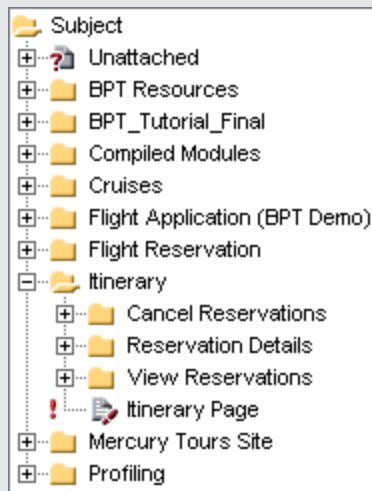 Subject
Unattached
BPT Resources
BPT_Tutorial_Final
Compiled Modules
Cruises
Flight Application (BPT Demo)
Flight Reservation
Itinerary
Cancel Reservations
Reservation Details
View Reservations
Itinerary Page
Mercury Tours Site
Profiling